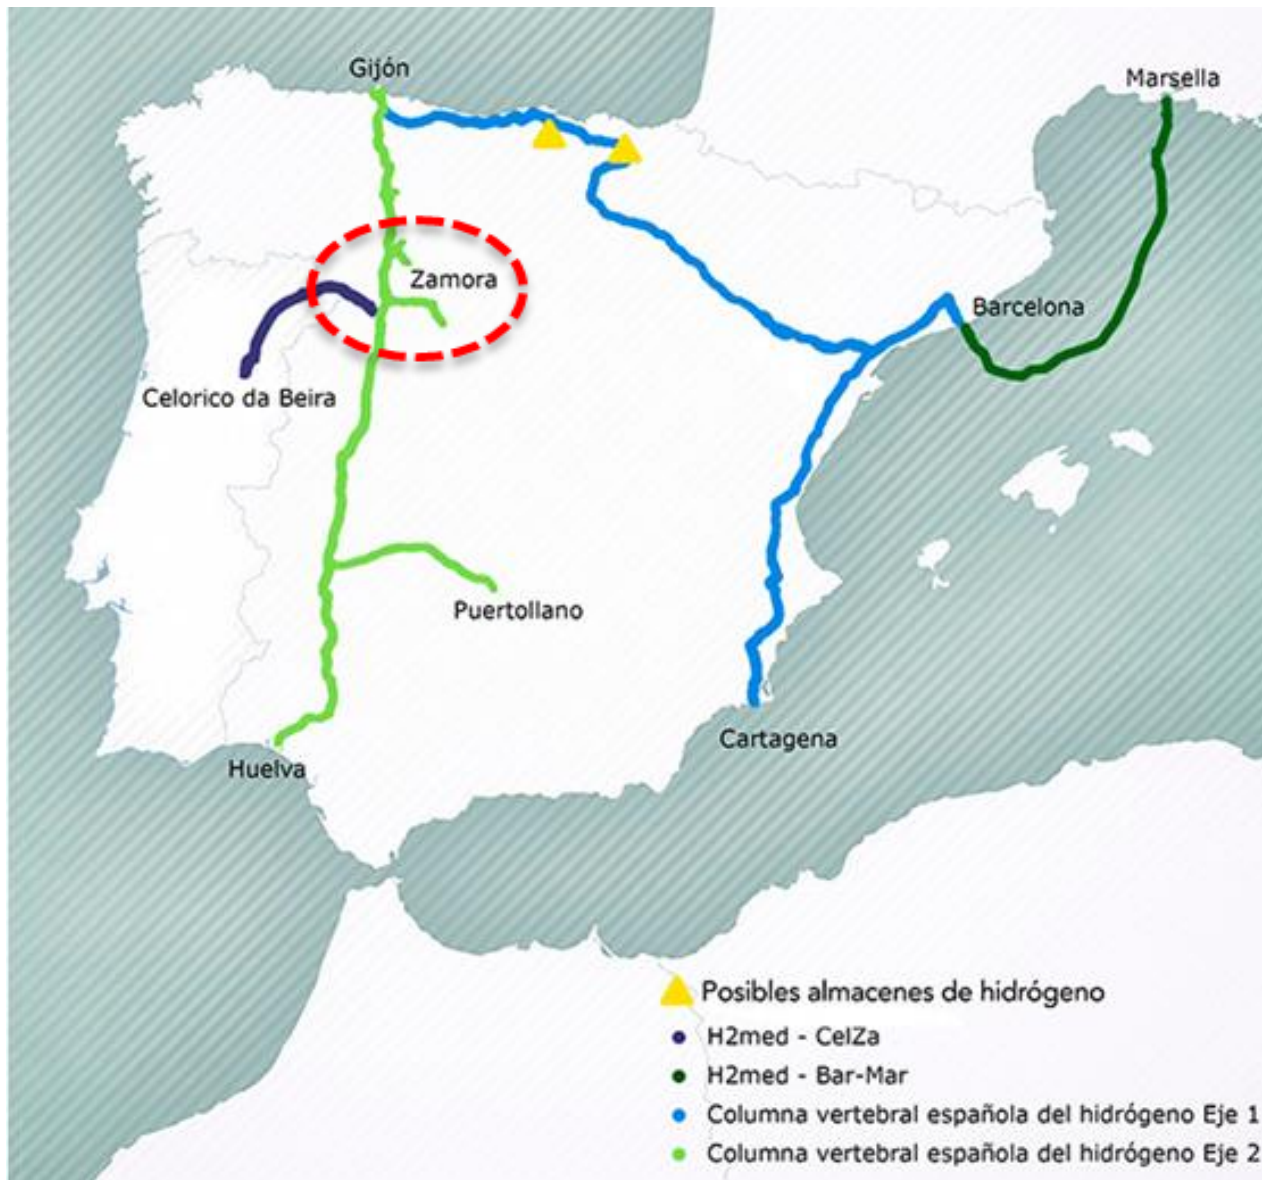 Gijón
Marsella
Zamora
Barcelona
Celorico da Beira
Puertollano
Cartagena
Huelva
Posibles almacenes de hidrógeno
H2med - CelZa
H2med - Bar-Mar
Columna vertebral española del hidrógeno Eje 1
Columna vertebral española del hidrógeno Eje 2